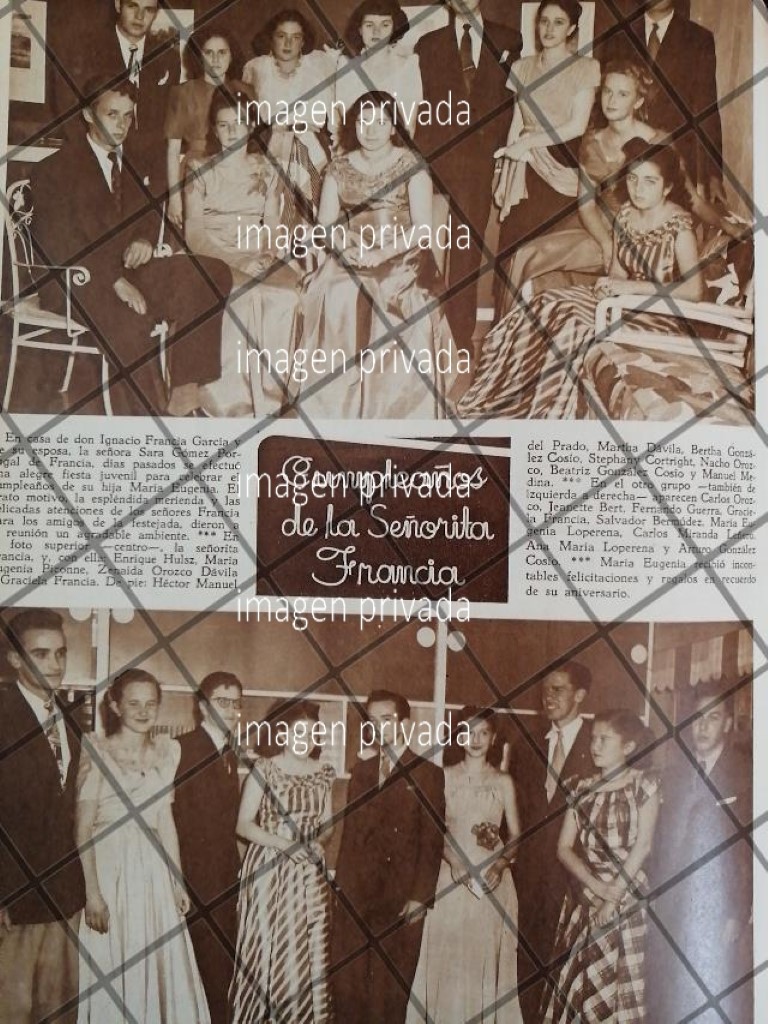 imagen privada
imagen privada
imagen privada
En casa de don Ignacio Francia García y
su esposa, la señora Sara Gómez Por-
de Francia, días pasados se efectuó
alegre fiesta juvenil para
cumpleaños de su hija María Eugenia. El
motivo, la espléndida merienda y las
delicadas atenciones de los señores Francia
para los amigos de la festejada, dieron
reunión un agradable ambiente. *** En
foto superior —centro—, la señorita
Francia, y, con ella: Enrique Hulsz, María
Eugenia Piconne, Zenaida Orozco Dávila
Graciela Francia. De pie: Héctor Manuel
Cumpleaños
de la Señorita
Francia
imagen privada
imagen privada
del Prado, Martha Dávila, Bertha Gonzá-
lez Cosío, Stephany Cortright, Nacho Oroz-
co, Beatriz González Cosío y Manuel Me-
dina. *** En el otro grupo —también de
izquierda a derecha— aparecen Carlos Oroz-
co, Jeanette Bert, Fernando Guerra, Gracie-
la Francia, Salvador Bermúdez, María Eu-
genia Loperena, Carlos Miranda
Ana María Loperena y Arturo González
Cosío. *** María Eugenia recibió incon-
tables felicitaciones y regalos en recuerdo
de su aniversario.
imagen privada